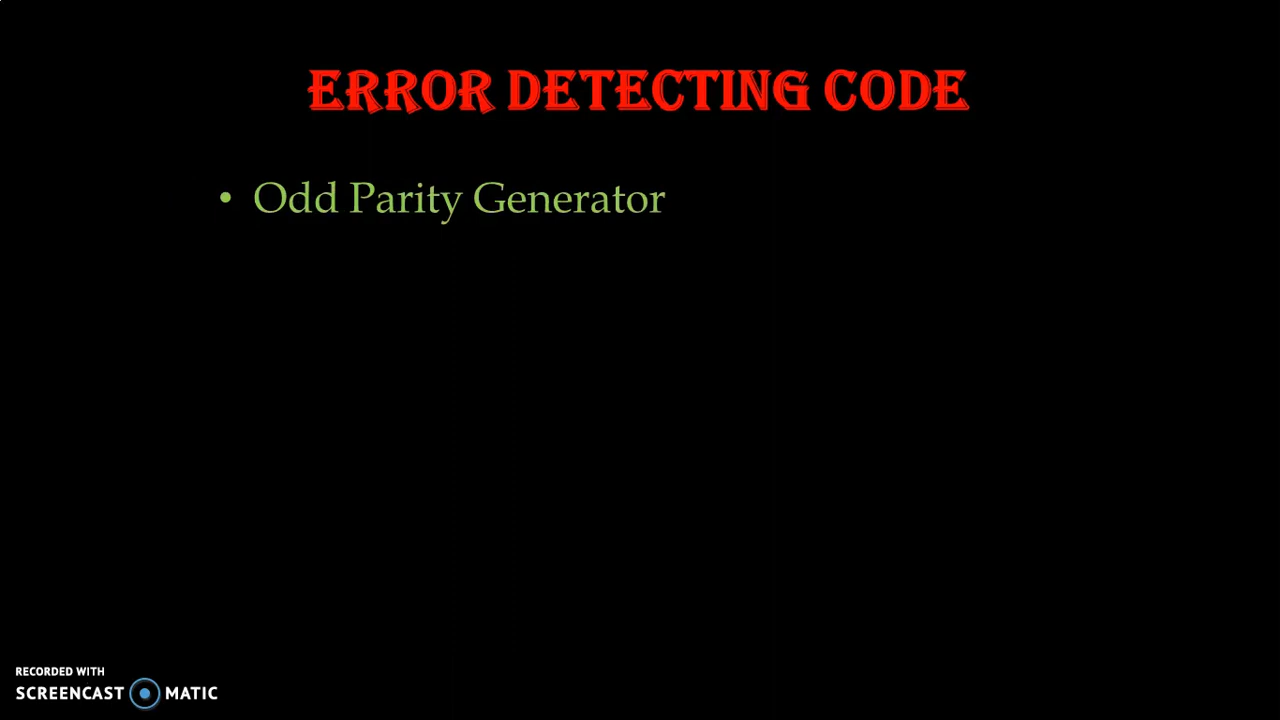 ERROR DETECTING CODE
• Odd Parity Generator
RECORDED WITH
SCREENCAST MATIC